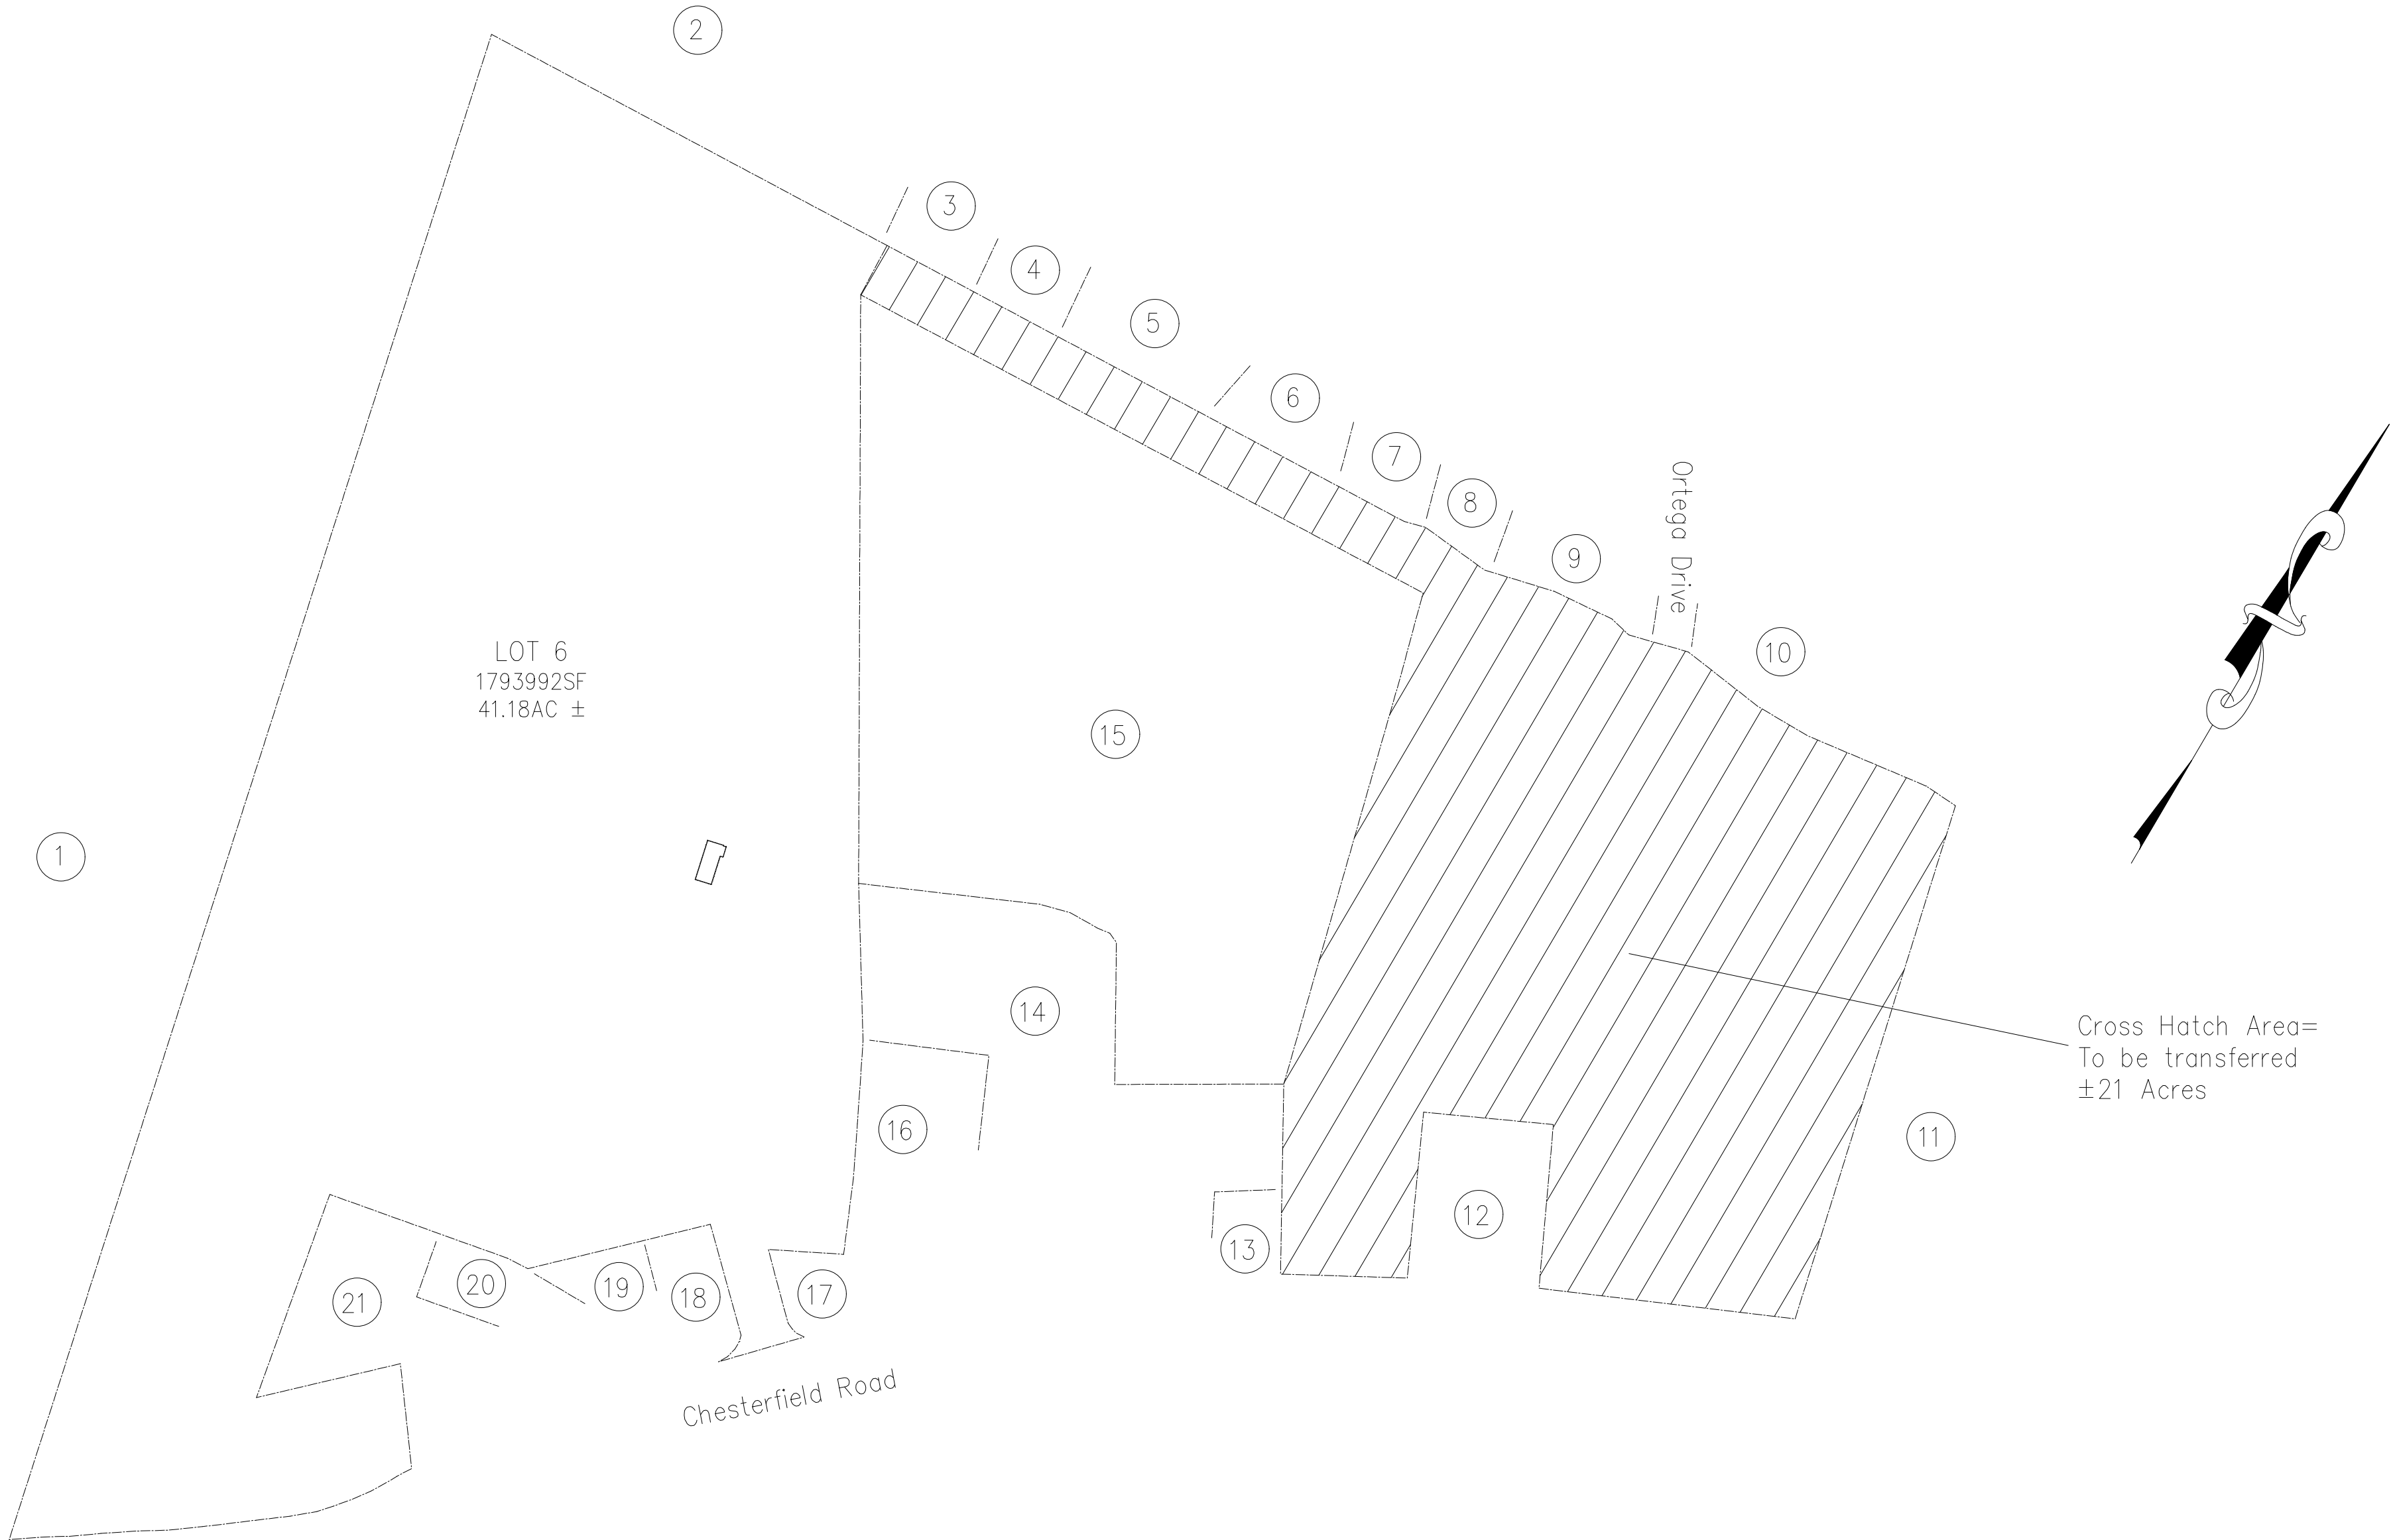 2
3
4
5
6
7
8
9
Ortega Drive
10
LOT 6
1793992SF
41.18AC ±
15
1
14
Cross Hatch Area=
To be transferred
±21 Acres
16
11
12
13
20
19
18
17
21
Chesterfield Road